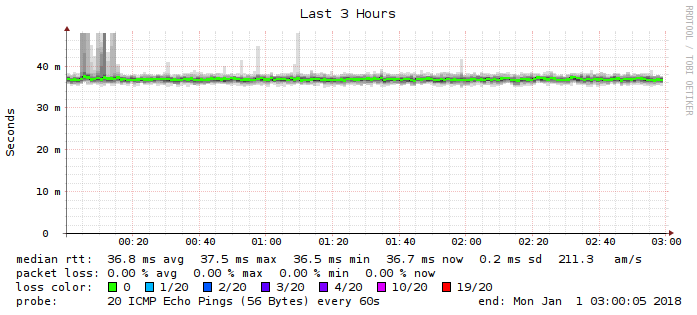 Last 3 Hours
RRDTOOL / TOBI OETIKER
Seconds
40 m
30 m
20 m
10 m
0
00:20 00:40 01:00 01:20 01:40 02:00 02:20 02:40 03:00
median rtt: 36.8 ms avg 37.5 ms max 36.5 ms min 36.7 ms now 0.2 ms sd 211.3 am/s
packet loss: 0.00 % avg 0.00 % max 0.00 % min 0.00 % now
loss color: 0 1/20 2/20 3/20 4/20 10/20 19/20
probe: 20 ICMP Echo Pings (56 Bytes) every 60s end: Mon Jan 1 03:00:05 2018